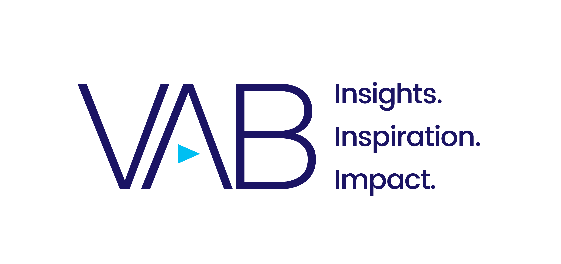 VAB
Insights.
Inspiration.
Impact.